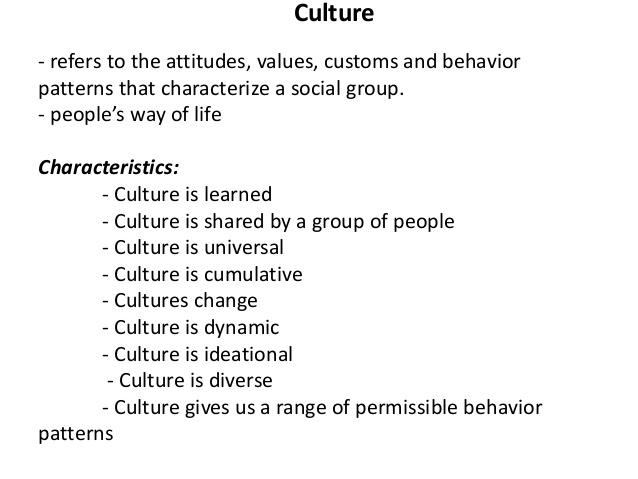 Culture
- refers to the attitudes, values, customs and behavior
patterns that characterize a social group.
- people’s way of life
Characteristics:
- Culture is learned
- Culture is shared by a group of people
- Culture is universal
- Culture is cumulative
- Cultures change
- Culture is dynamic
- Culture is ideational
- Culture is diverse
- Culture gives us a range of permissible behavior
patterns